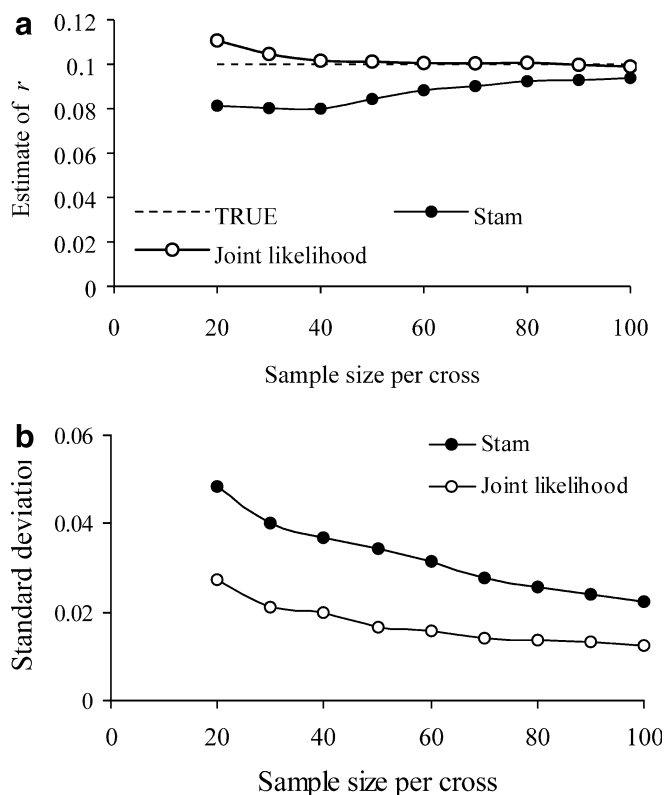 a
0.12
0.1
0.08
0.06
0.04
0.02
0
Estimate of r
TRUE
Stam
Joint likelihood
0 20 40 60 80 100
Sample size per cross
b
0.06
0.04
0.02
0
Standard deviation
Stam
Joint likelihood
0 20 40 60 80 100
Sample size per cross